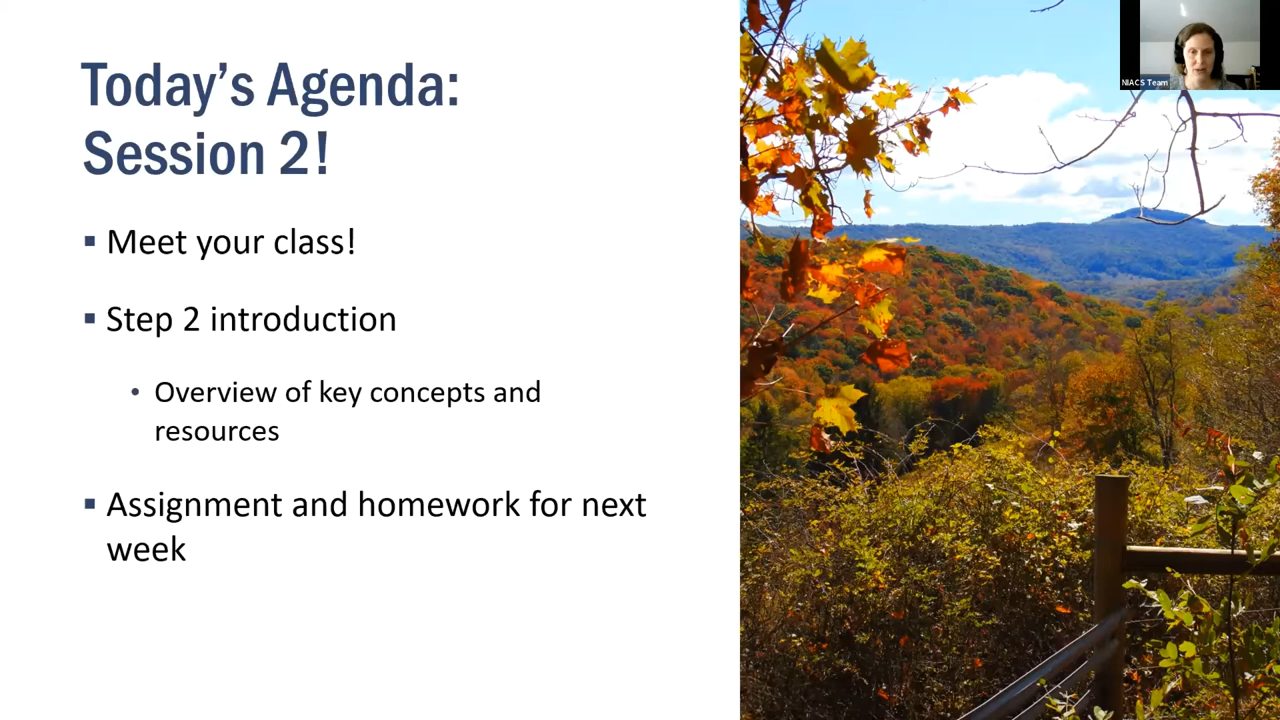 Today's Agenda:
Session 2!
▪ Meet your class!
▪ Step 2 introduction
• Overview of key concepts and
resources
▪ Assignment and homework for next
week
NIACS Team